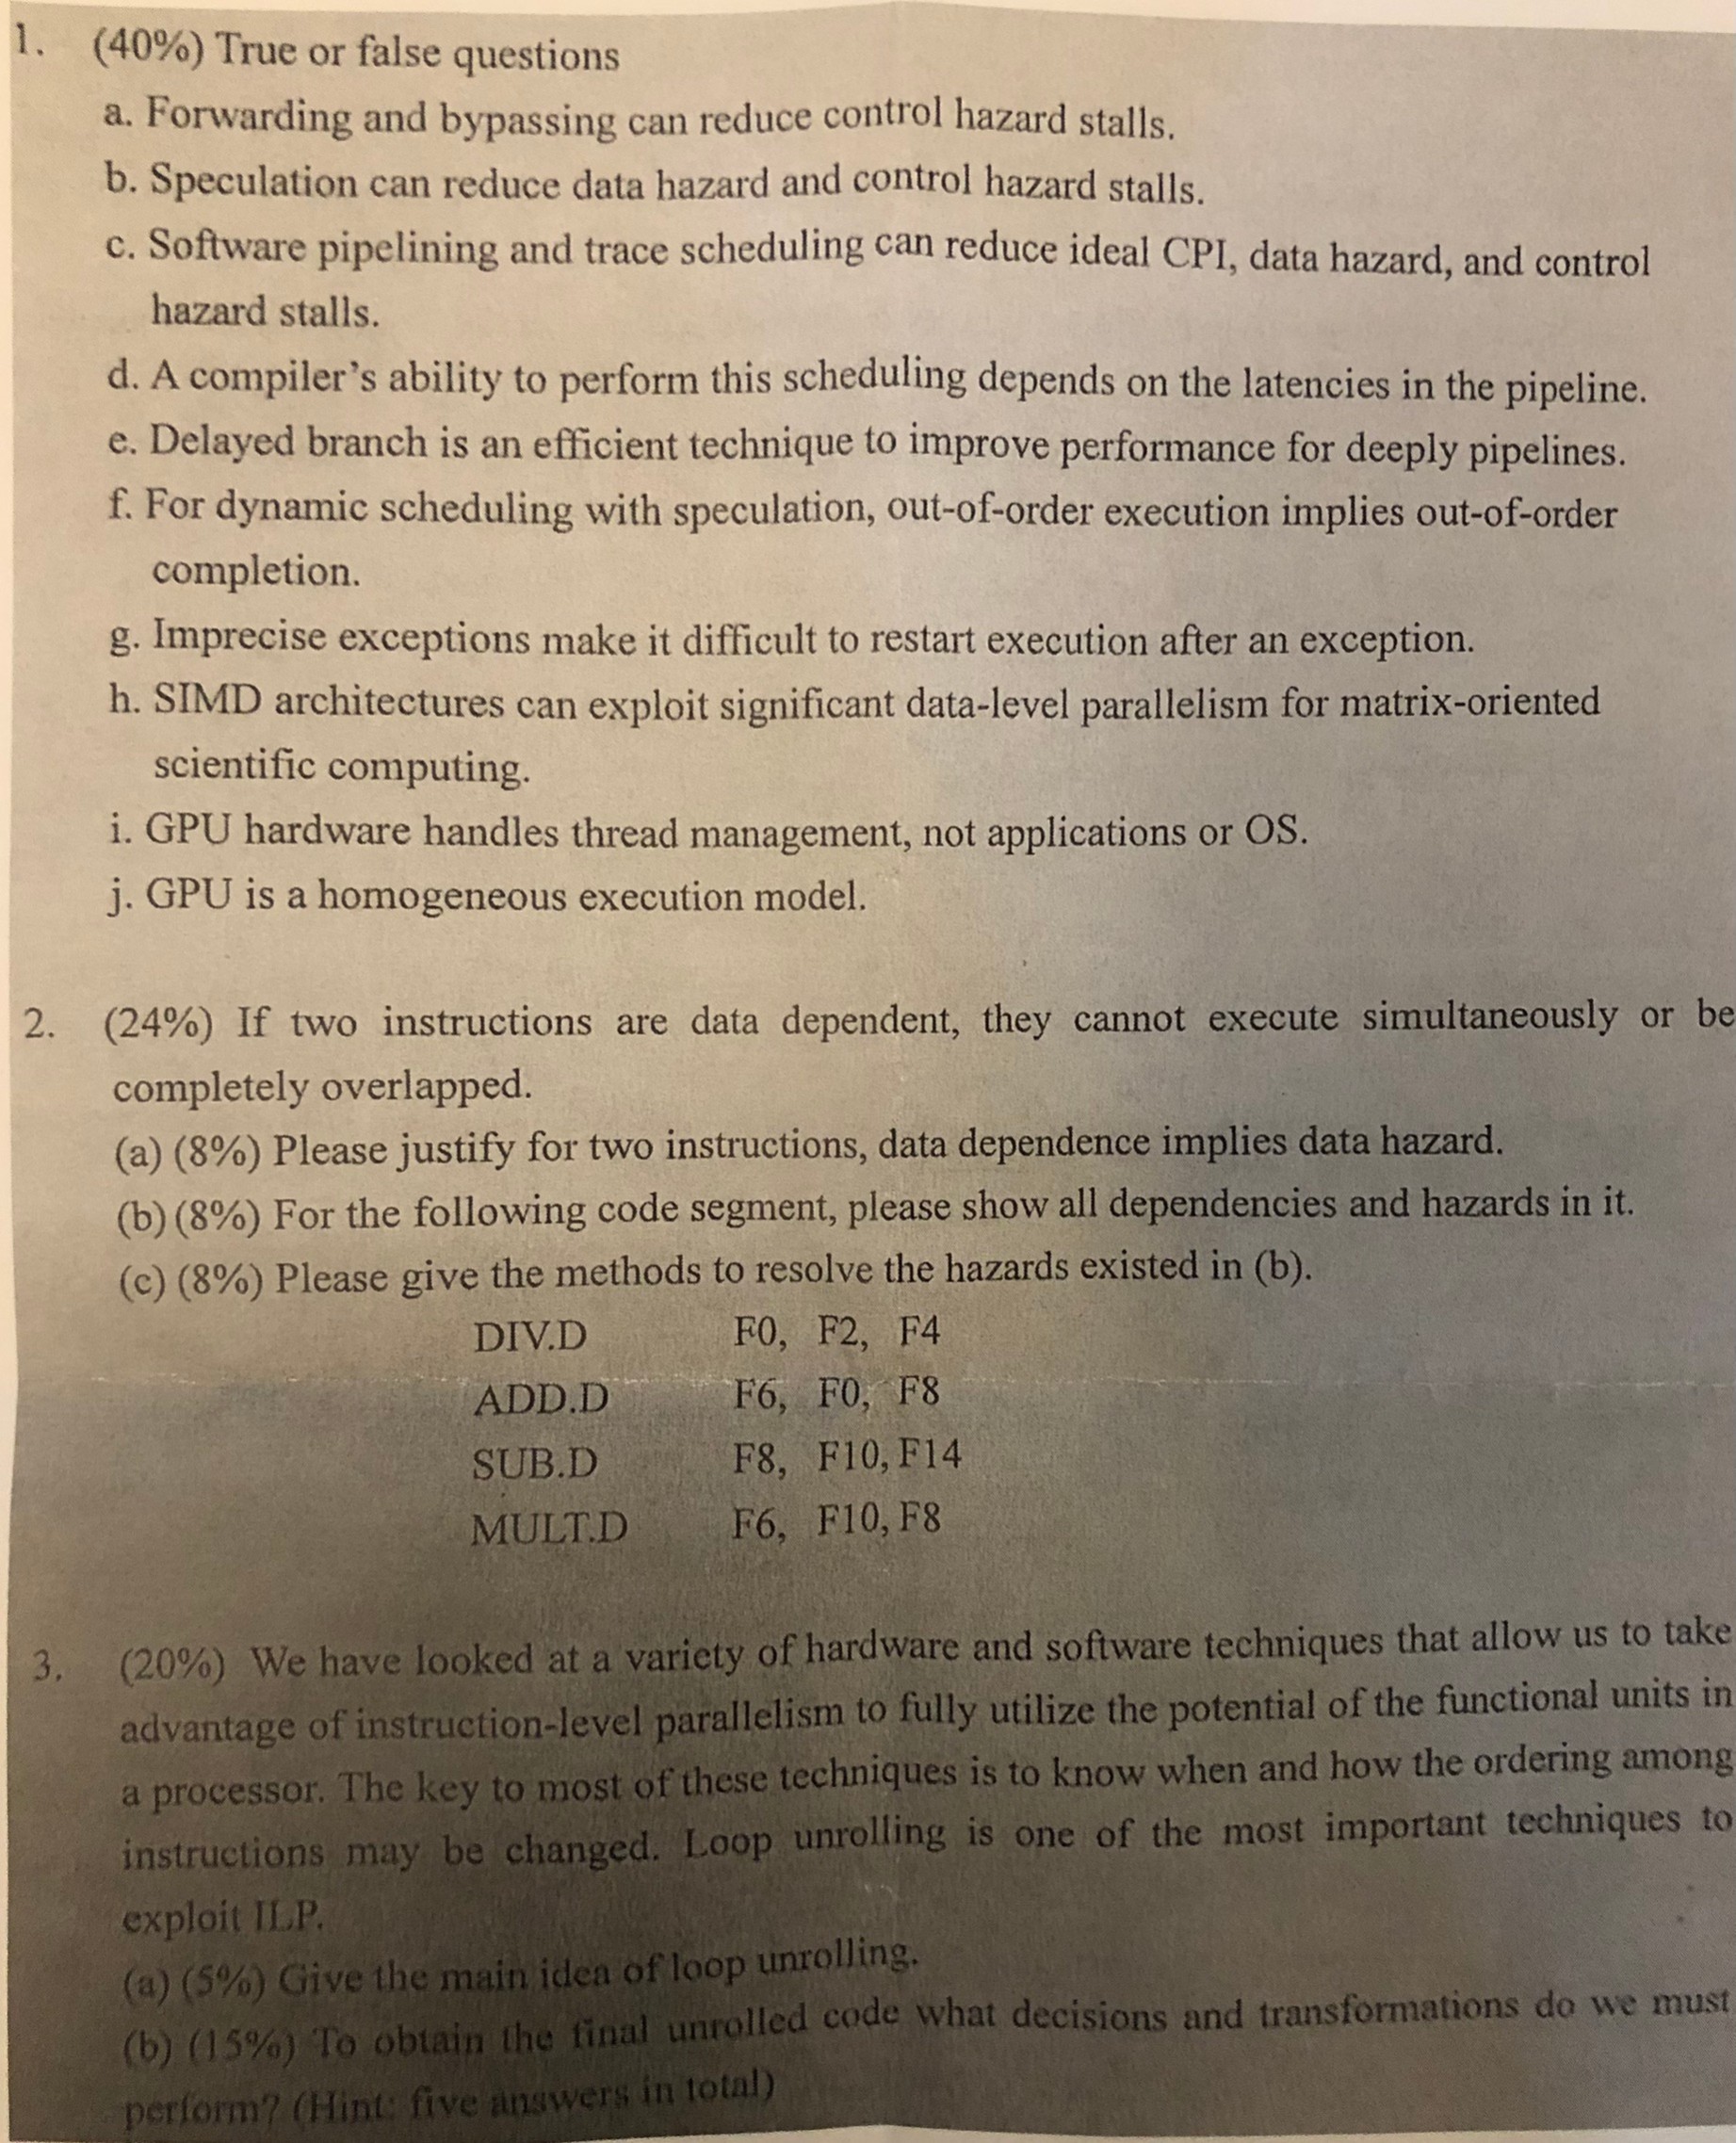 1. (40%) True or false questions
a. Forwarding and bypassing can reduce control hazard stalls.
b. Speculation can reduce data hazard and control hazard stalls.
c. Software pipelining and trace scheduling can reduce ideal CPI, data hazard, and control
hazard stalls.
d. A compiler's ability to perform this scheduling depends on the latencies in the pipeline.
e. Delayed branch is an efficient technique to improve performance for deeply pipelines.
f. For dynamic scheduling with speculation, out-of-order execution implies out-of-order
completion.
g. Imprecise exceptions make it difficult to restart execution after an exception.
h. SIMD architectures can exploit significant data-level parallelism for matrix-oriented
scientific computing.
i. GPU hardware handles thread management, not applications or OS.
j. GPU is a homogeneous execution model.
2. (24%) If two instructions are data dependent, they cannot execute simultaneously or be
completely overlapped.
(a) (8%) Please justify for two instructions, data dependence implies data hazard.
(b) (8%) For the following code segment, please show all dependencies and hazards in it.
(c) (8%) Please give the methods to resolve the hazards existed in (b).
DIV.D F0, F2, F4
ADD.D F6, F0, F8
SUB.D F8, F10, F14
MULT.D F6, F10, F8
3. (20%) We have looked at a variety of hardware and software techniques that allow us to take
advantage of instruction-level parallelism to fully utilize the potential of the functional units in
a processor. The key to most of these techniques is to know when and how the ordering among
instructions may be changed. Loop unrolling is one of the most important techniques to
exploit ILP.
(a) (5%) Give the main idea of loop unrolling.
(b) (15%) To obtain the final unrolled code what decisions and transformations do we must
perform? (Hint: five answers in total)